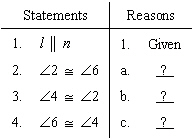 Statements Reasons
1. l ∥ n 1. Given
2. ∠2 ≅ ∠6 a. ?
3. ∠4 ≅ ∠2 b. ?
4. ∠6 ≅ ∠4 c. ?